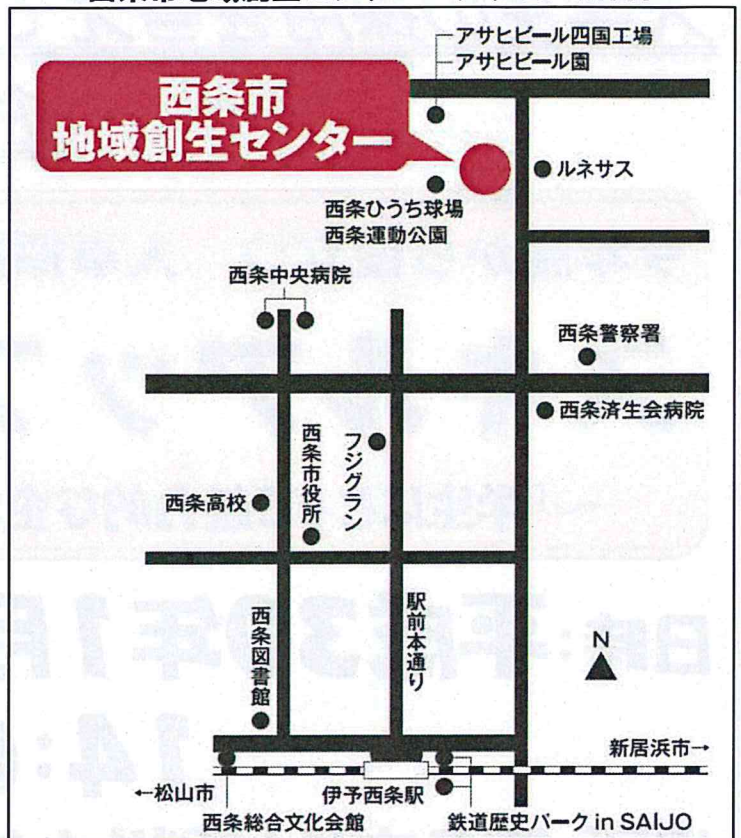 アサヒビール四国工場
アサヒビール園
西条市
地域創生センター
ルネサス
西条ひうち球場
西条運動公園
西条中央病院
西条警察署
西条済生会病院
フジグラン
西条市役所
西条高校
駅前本通り
西条図書館
N
新居浜市→
←松山市
伊予西条駅
西条総合文化会館
鉄道歴史パーク in SAIJO